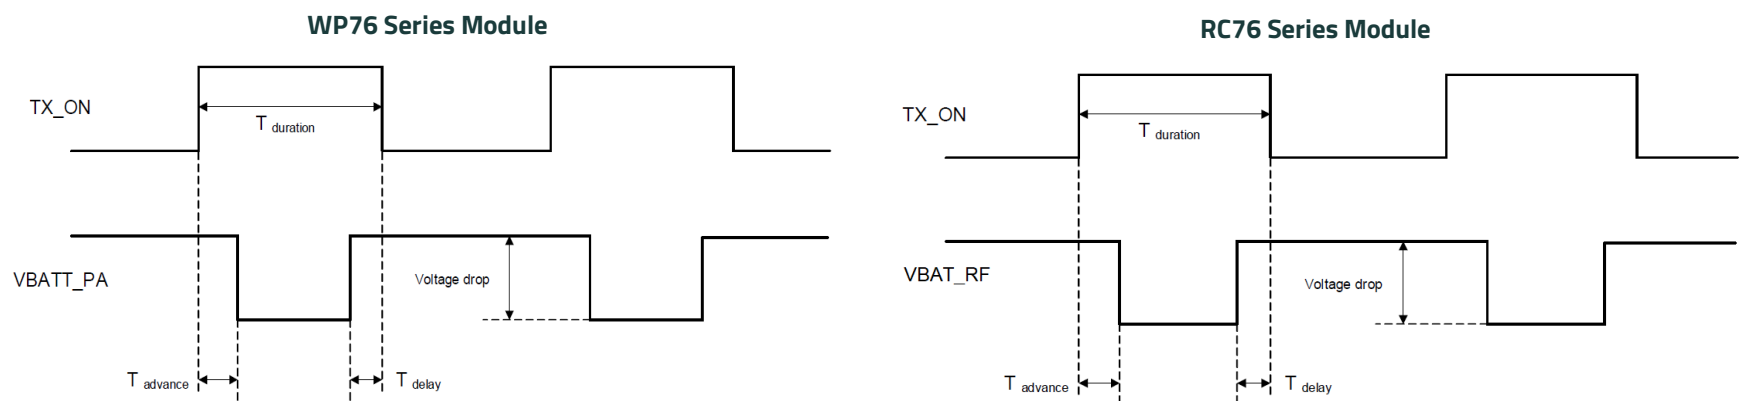 WP76 Series Module
TX_ON
T duration
VBATT_PA
Voltage drop
T advance
T delay
RC76 Series Module
TX_ON
T duration
VBAT_RF
Voltage drop
T advance
T delay